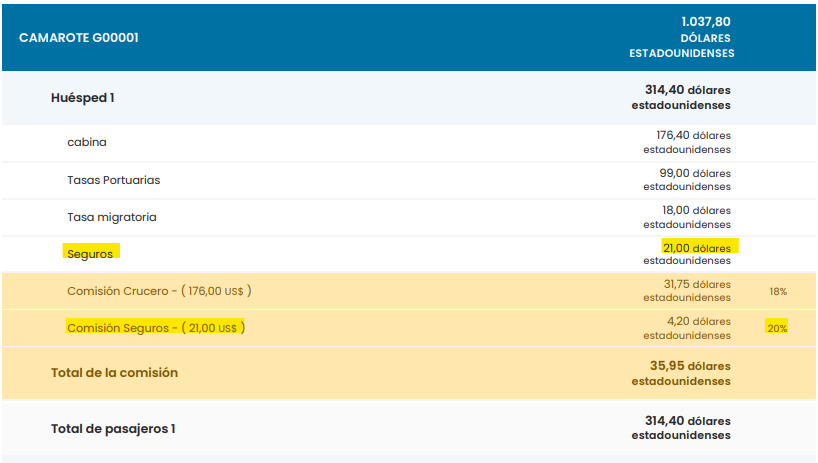 CAMAROTE G00001
1.037,80
DÓLARES
ESTADOUNIDENSES
Huésped 1
314,40 dólares
estadounidenses
cabina
176,40 dólares
estadounidenses
Tasas Portuarias
99,00 dólares
estadounidenses
Tasa migratoria
18,00 dólares
estadounidenses
Seguros
21,00 dólares
estadounidenses
Comisión Crucero - ( 176,00 US$ )
31,75 dólares
estadounidenses
18%
Comisión Seguros - ( 21,00 US$ )
4,20 dólares
estadounidenses
20%
Total de la comisión
35,95 dólares
estadounidenses
Total de pasajeros 1
314,40 dólares
estadounidenses